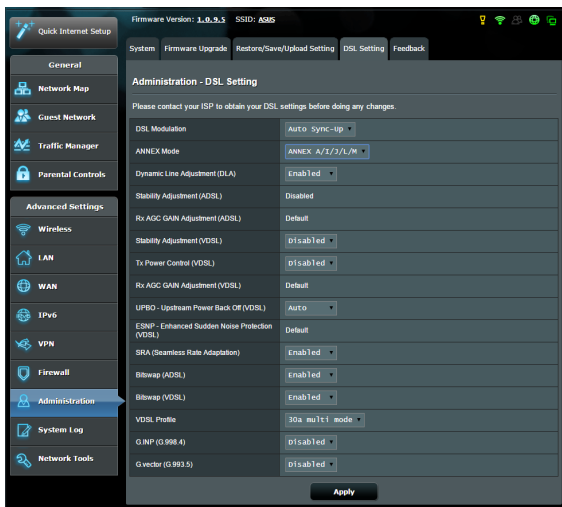 Quick Internet Setup
General
Network Map
Guest Network
Traffic Manager
Parental Controls
Advanced Settings
Wireless
LAN
WAN
IPv6
VPN
Firewall
Administration
System Log
Network Tools
Firmware Version: 1.0.9.5 SSID: ASUS
System Firmware Upgrade Restore/Save/Upload Setting DSL Setting Feedback
Administration - DSL Setting
Please contact your ISP to obtain your DSL settings before doing any changes.
DSL Modulation Auto Sync-Up
ANNEX Mode ANNEX A/I/J/L/M
Dynamic Line Adjustment (DLA) Enabled
Stability Adjustment (ADSL) Disabled
Rx AGC GAIN Adjustment (ADSL) Default
Stability Adjustment (VDSL) Disabled
Tx Power Control (VDSL) Disabled
Rx AGC GAIN Adjustment (VDSL) Default
UPBO - Upstream Power Back Off (VDSL) Auto
ESNP - Enhanced Sudden Noise Protection
(VDSL) Default
SRA (Seamless Rate Adaptation) Enabled
Bitswap (ADSL) Enabled
Bitswap (VDSL) Enabled
VDSL Profile 30a multi mode
G.INP (G.998.4) Disabled
G.vector (G.993.5) Disabled
Apply